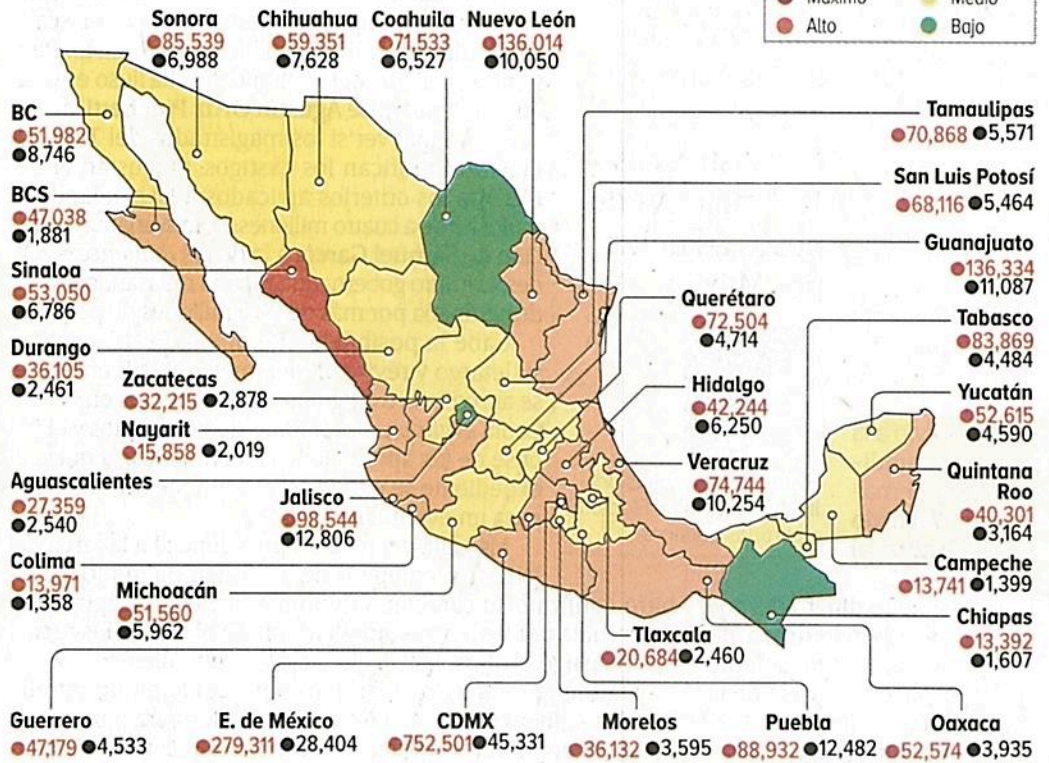 Sonora
85,539
6,988
Chihuahua
59,351
7,628
Coahuila
71,533
6,527
Nuevo León
136,014
10,050
Alto
Bajo
BC
51,982
8,746
BCS
47,038
1,881
Sinaloa
53,050
6,786
Durango
36,105
2,461
Zacatecas
32,215 2,878
Nayarit
15,858 2,019
Aguascalientes
27,359
2,540
Jalisco
98,544
12,806
Colima
13,971
1,358
Michoacán
51,560
5,962
Tamaulipas
70,868 5,571
San Luis Potosí
68,116 5,464
Guanajuato
136,334
11,087
Querétaro
72,504
4,714
Tabasco
83,869
4,484
Hidalgo
42,244
6,250
Yucatán
52,615
4,590
Veracruz
74,744
10,254
Quintana
Roo
40,301
3,164
Campeche
13,741 1,399
Chiapas
13,392
1,607
Tlaxcala
20,684 2,460
Guerrero
47,179 4,533
E. de México
279,311 28,404
CDMX
752,501 45,331
Morelos
36,132 3,595
Puebla
88,932 12,482
Oaxaca
52,574 3,935